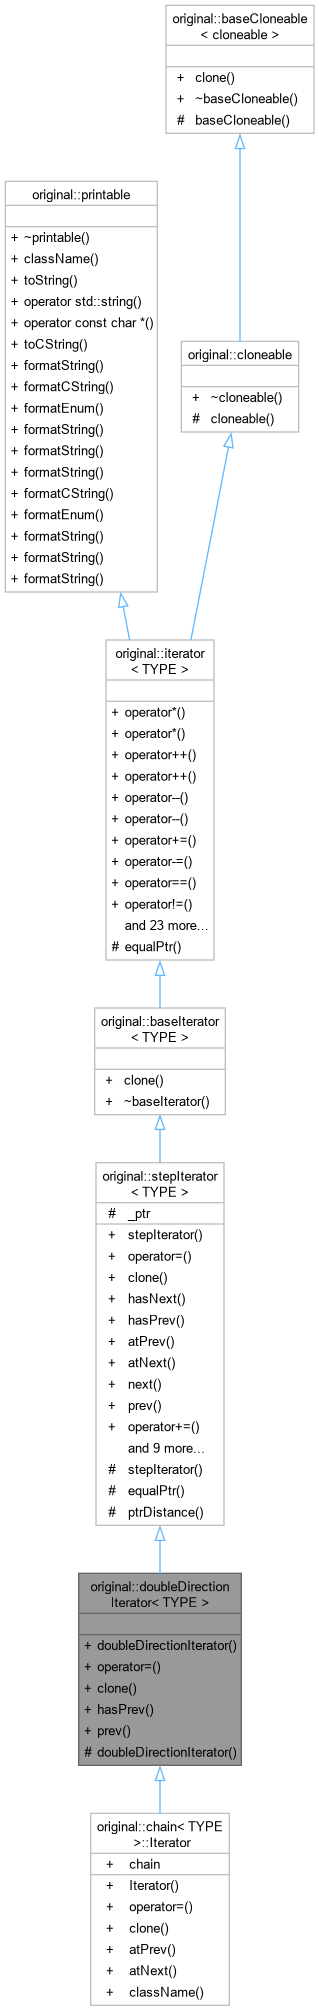 original::baseCloneable
< cloneable >
+ clone()
+ ~baseCloneable()
# baseCloneable()
original::printable
+ ~printable()
+ className()
+ toString()
+ operator std::string()
+ operator const char *()
+ toCString()
+ formatString()
+ formatCString()
+ formatEnum()
+ formatString()
+ formatString()
+ formatString()
+ formatCString()
+ formatEnum()
+ formatString()
+ formatString()
+ formatString()
original::cloneable
+ ~cloneable()
# cloneable()
original::iterator
< TYPE >
+ operator*()
+ operator*()
+ operator++()
+ operator++()
+ operator--()
+ operator--()
+ operator+=()
+ operator-=()
+ operator==()
+ operator!=()
and 23 more...
# equalPtr()
original::baseIterator
< TYPE >
+ clone()
+ ~baseIterator()
original::stepIterator
< TYPE >
# _ptr
+ stepIterator()
+ operator=()
+ clone()
+ hasNext()
+ hasPrev()
+ atPrev()
+ atNext()
+ next()
+ prev()
+ operator+=()
and 9 more...
# stepIterator()
# equalPtr()
# ptrDistance()
original::doubleDirection
Iterator< TYPE >
+ doubleDirectionIterator()
+ operator=()
+ clone()
+ hasPrev()
+ prev()
# doubleDirectionIterator()
original::chain< TYPE
>::Iterator
+ chain
+ Iterator()
+ operator=()
+ clone()
+ atPrev()
+ atNext()
+ className()